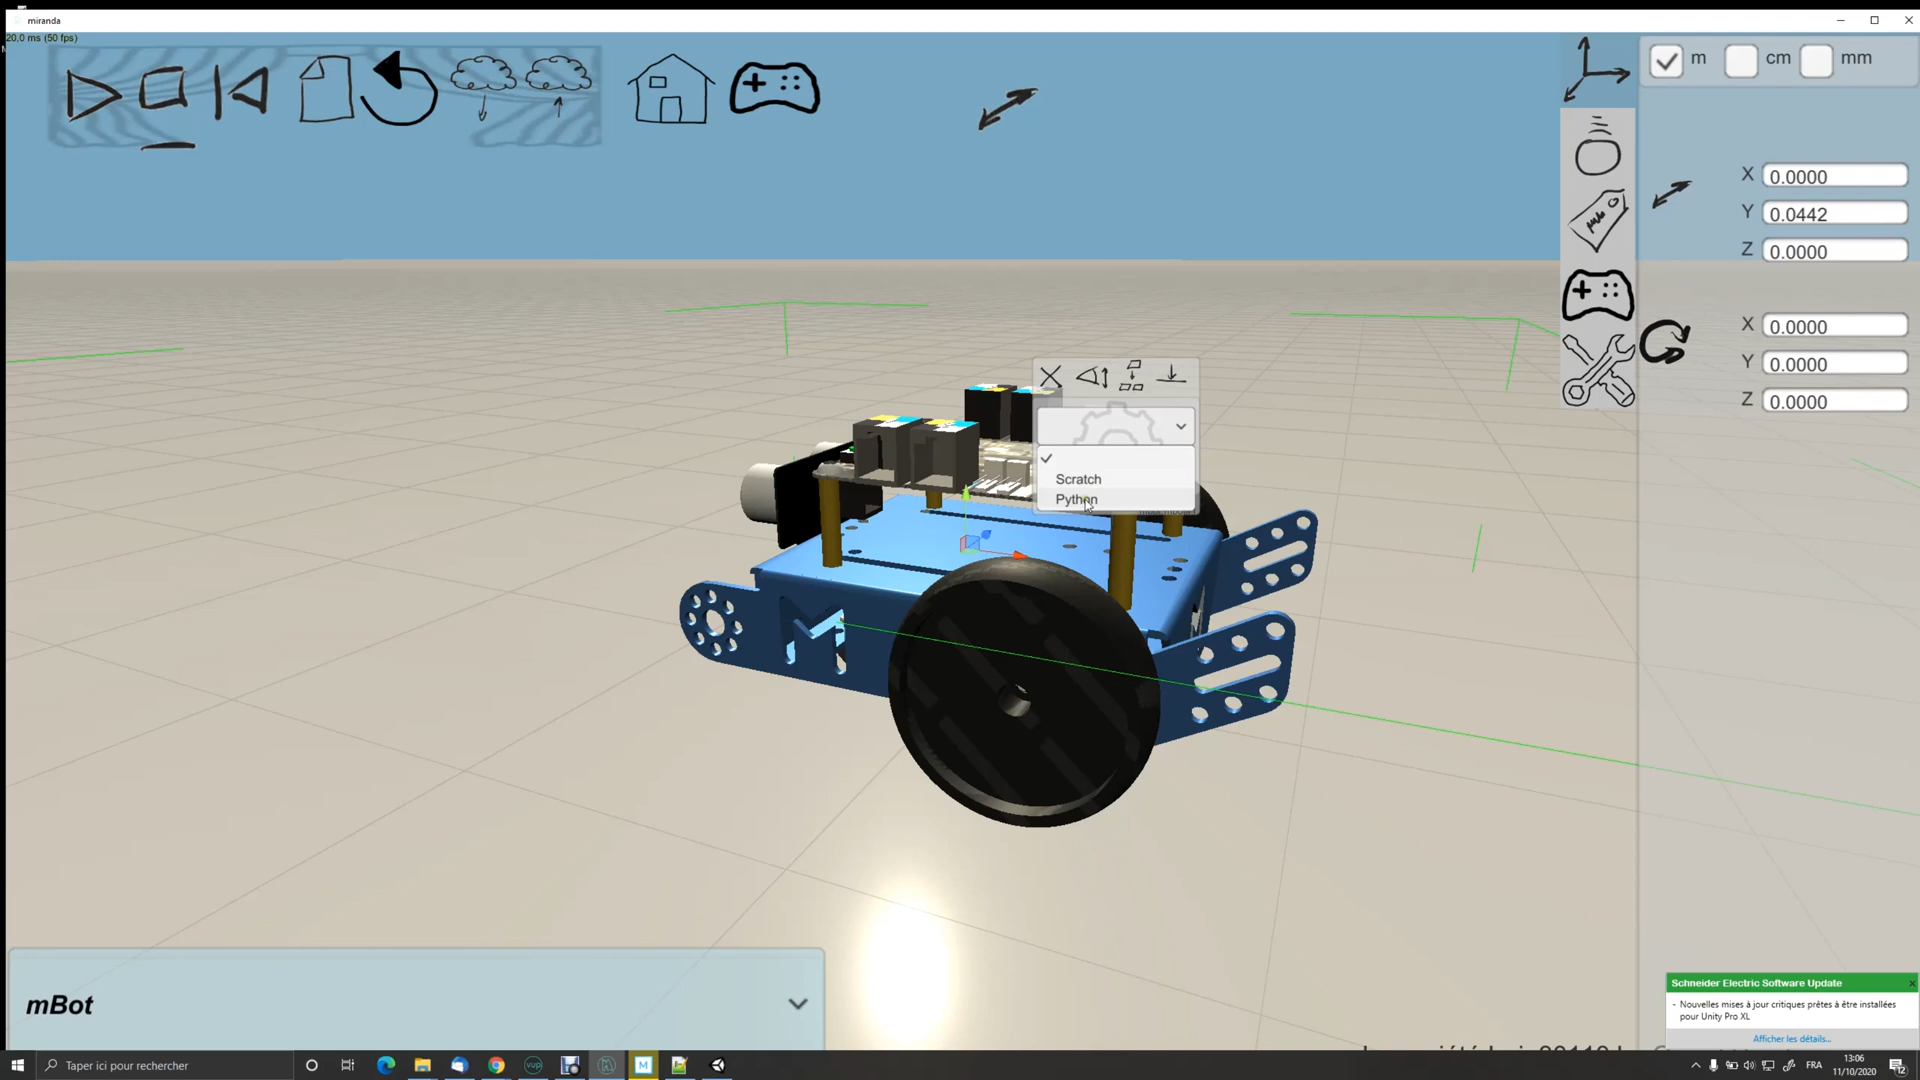 miranda
20,0 ms (50 fps)
m cm mm
X 0.0000
Y 0.0442
Z 0.0000
X 0.0000
Y 0.0000
Z 0.0000
Scratch
Python
mBot
Schneider Electric Software Update
- Nouvelles mises à jour critiques prêtes à être installées
pour Unity Pro XL
Afficher les détails...
Taper ici pour rechercher
vup
M
FRA
13:06
11/10/2020
12